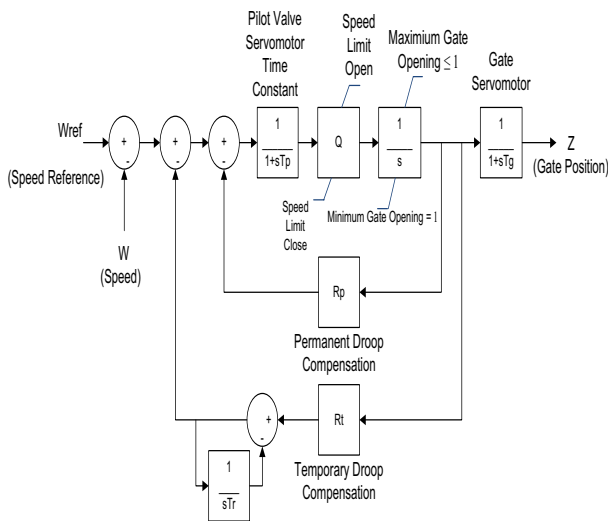 Pilot Valve
Servomotor
Time
Constant
Speed
Limit
Open
Maximium Gate
Opening ≤ 1
Gate
Servomotor
Wref
(Speed Reference)
+
-
+
-
+
-
1
1+sTp
Q
1
s
1
1+sTg
Z
(Gate Position)
W
(Speed)
Speed
Limit
Close
Minimum Gate Opening = 1
Rp
Permanent Droop
Compensation
+
-
Rt
Temporary Droop
Compensation
1
sTr